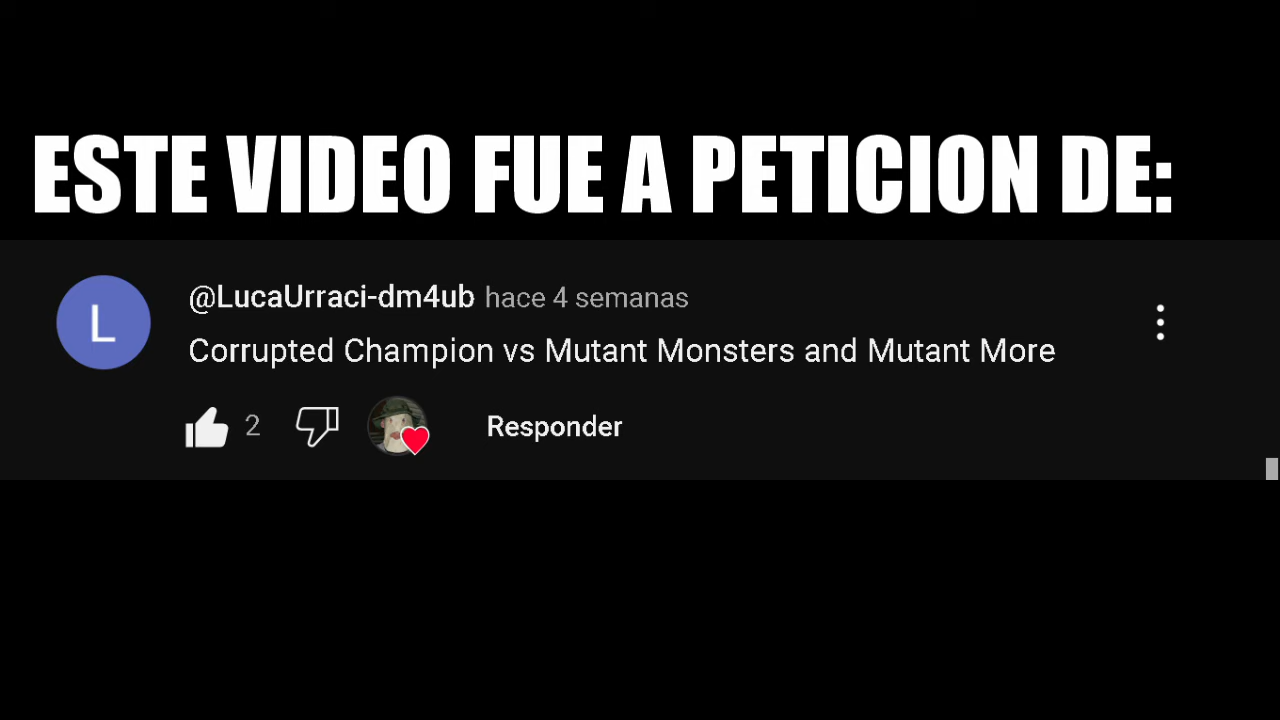 ESTE VIDEO FUE A PETICION DE:
@LucaUrraci-dm4ub hace 4 semanas
L
Corrupted Champion vs Mutant Monsters and Mutant More
2 Responder